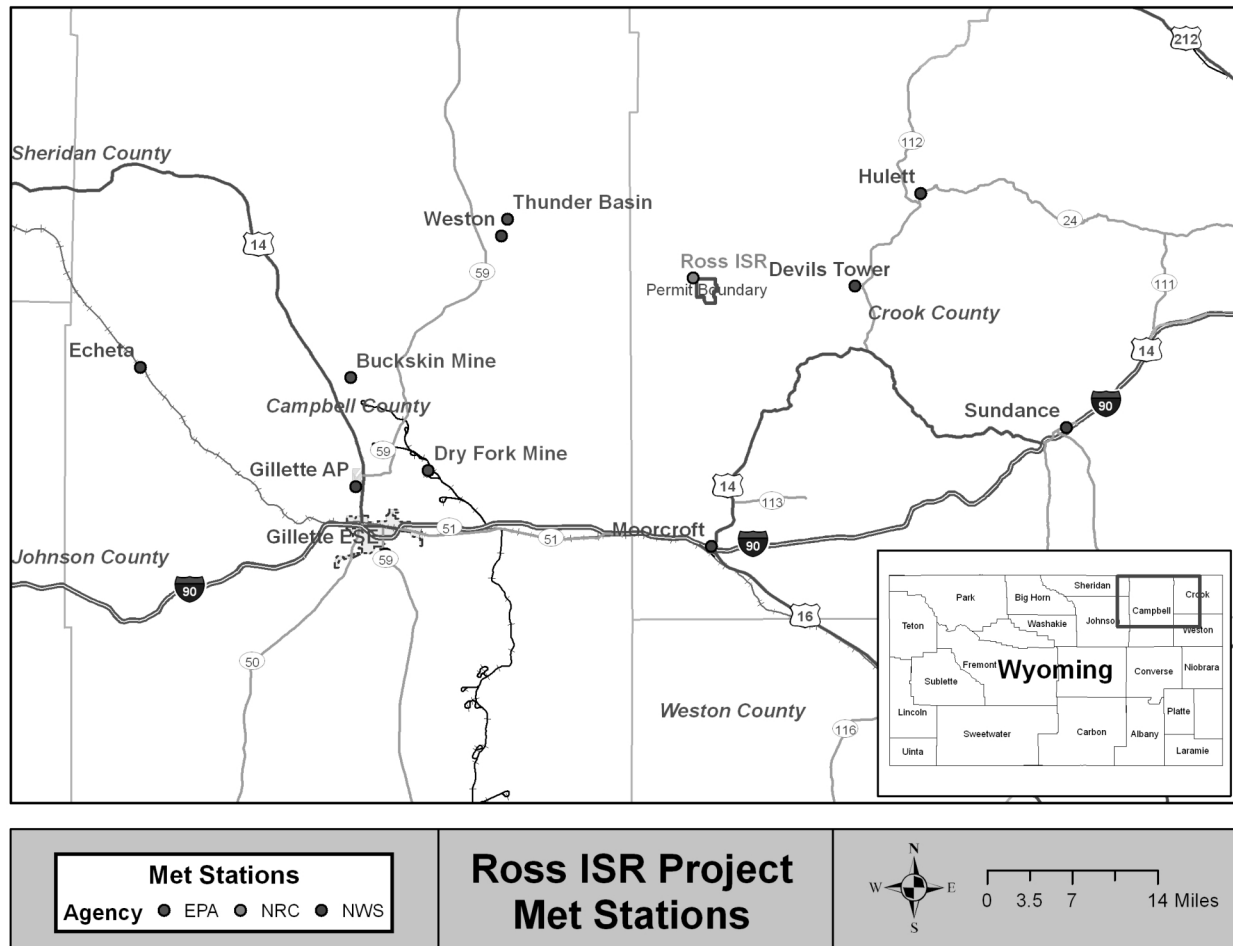 212
112
Sheridan County
Hulett
Thunder Basin
Weston
24
14
59
Ross ISR
Devils Tower
Permit Boundary
111
Crook County
Echeta
Buckskin Mine
14
Campbell County
90
Sundance
59
Dry Fork Mine
Gillette AP
14
113
Gillette ESE
51
51
Moorcroft
90
Johnson County
59
90
16
50
Weston County
116
Sheridan
Park
Big Horn
Crook
Campbell
Teton
Washakie
Johnson
Weston
Fremont
Wyoming
Converse
Niobrara
Sublette
Lincoln
Platte
Sweetwater
Carbon
Albany
Uinta
Laramie
Met Stations
Agency EPA NRC NWS
Ross ISR Project
Met Stations
N
W E
S
0 3.5 7 14 Miles